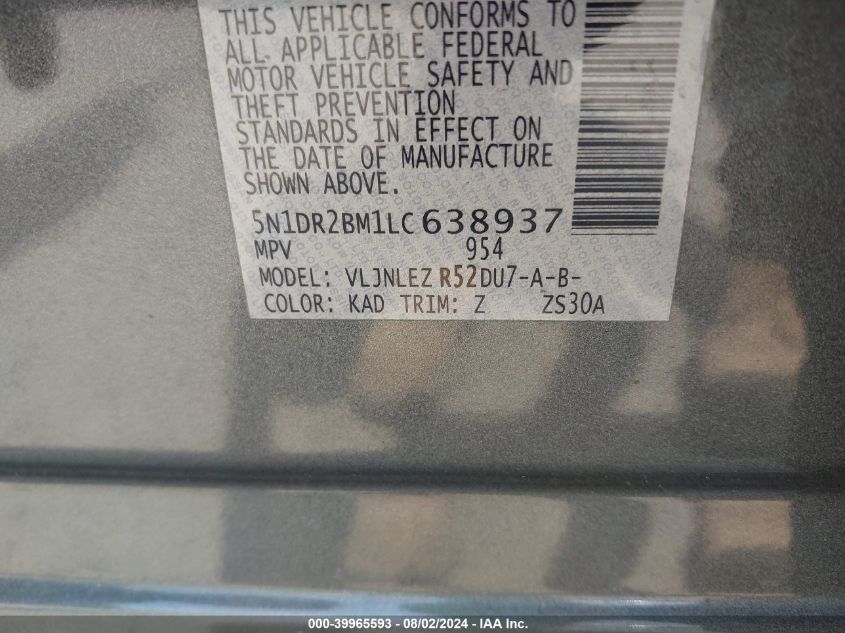 THIS VEHICLE CONFORMS TO
ALL APPLICABLE FEDERAL
MOTOR VEHICLE SAFETY AND
THEFT PREVENTION
STANDARDS IN EFFECT ON
THE DATE OF MANUFACTURE
SHOWN ABOVE.
5N1DR2BM1LC638937
MPV 954
MODEL: VLJNLEZ R52DU7-A-B-
COLOR: KAD TRIM: Z ZS30A
000-39965593 - 08/02/2024 - IAA Inc.